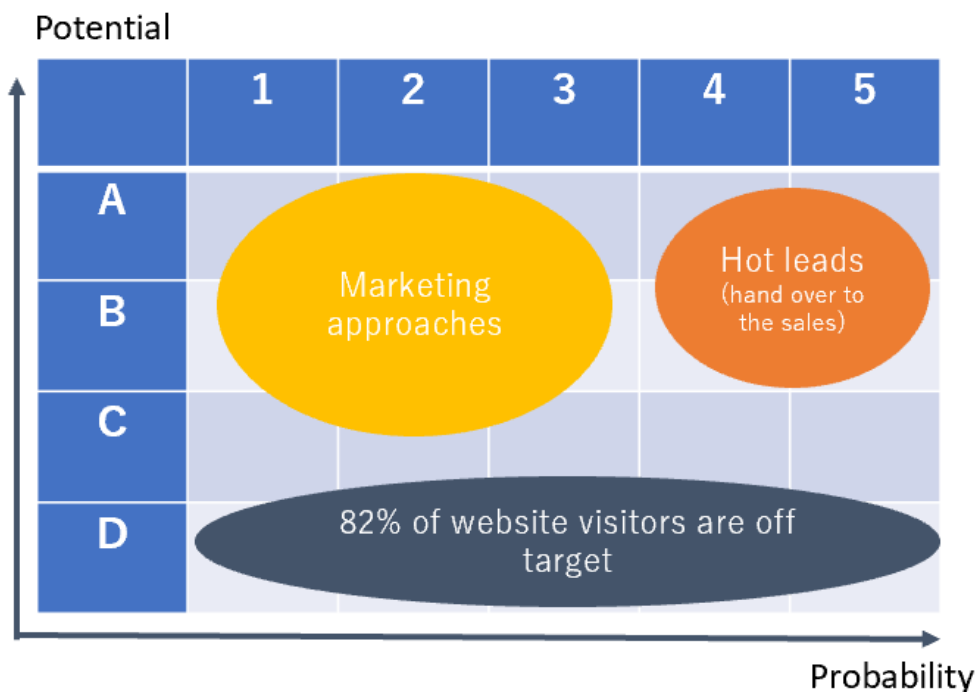 Potential
1 2 3 4 5
A
B
C
D
Marketing
approaches
Hot leads
(hand over to
the sales)
82% of website visitors are off
target
Probability